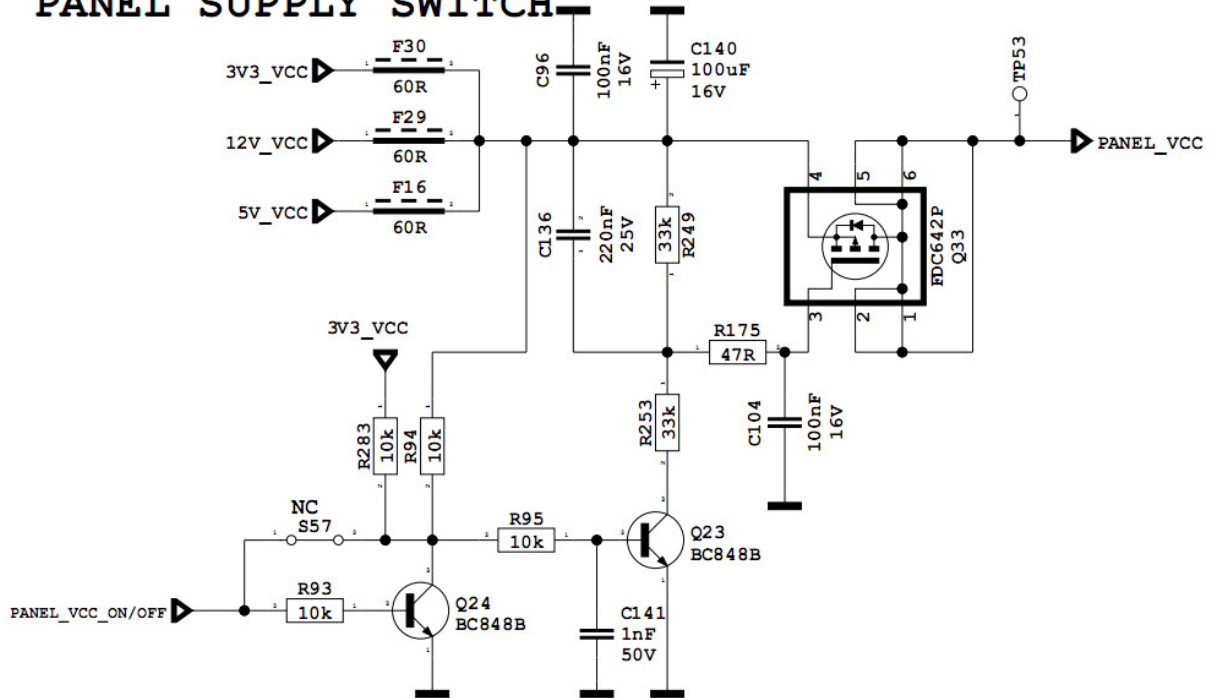 PANEL SUPPLY SWITCH
F30
3V3_VCC
60R
F29
12V_VCC
60R
F16
5V_VCC
60R
C96
100nF
16V
C140
100uF
16V
+
TP53
1
PANEL_VCC
C136
220nF
25V
33k
R249
4
5
6
FDC642P
Q33
3
2
1
3V3_VCC
R175
47R
R283
10k
R94
10k
R253
33k
C104
100nF
16V
NC
S57
R95
10k
Q23
BC848B
PANEL_VCC_ON/OFF
R93
10k
Q24
BC848B
C141
1nF
50V